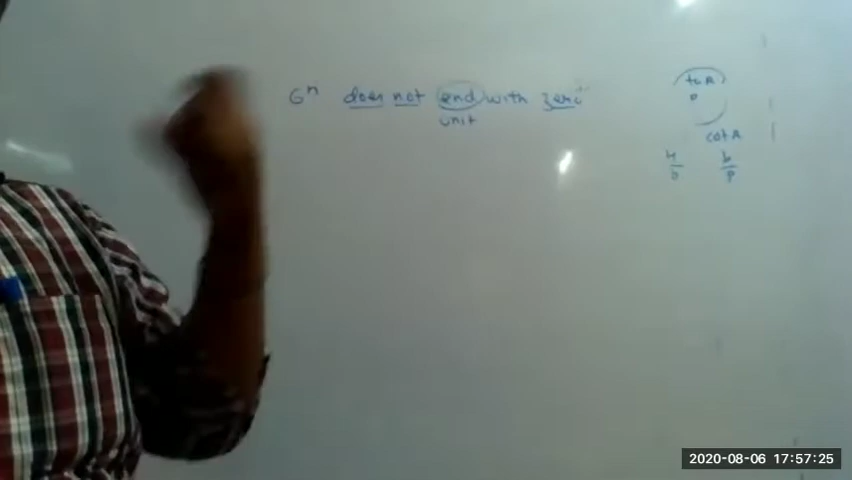 6ⁿ does not end with zero
unit
tan A
cot A
b/p
2020-08-06 17:57:25